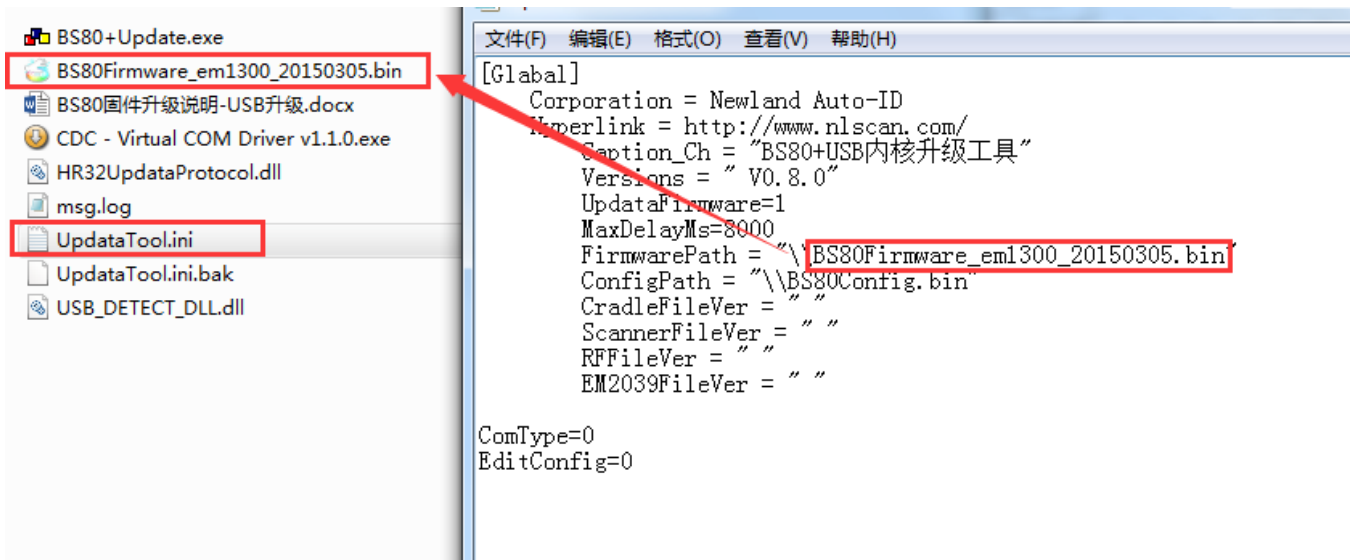 BS80+Update.exe
BS80Firmware_em1300_20150305.bin
BS80固件升级说明-USB升级.docx
CDC - Virtual COM Driver v1.1.0.exe
HR32UpdataProtocol.dll
msg.log
UpdataTool.ini
UpdataTool.ini.bak
USB_DETECT_DLL.dll
文件(F) 编辑(E) 格式(O) 查看(V) 帮助(H)
[Glabal]
Corporation = Newland Auto-ID
Hyperlink = http://www.nlscan.com/
Caption_Ch = "BS80+USB内核升级工具"
Versions = " V0.8.0"
UpdataFirmware=1
MaxDelayMs=8000
FirmwarePath = "\\BS80Firmware_em1300_20150305.bin"
ConfigPath = "\\BS80Config.bin"
CradleFileVer = " "
ScannerFileVer = " "
RFFileVer = " "
EM2039FileVer = " "
ComType=0
EditConfig=0